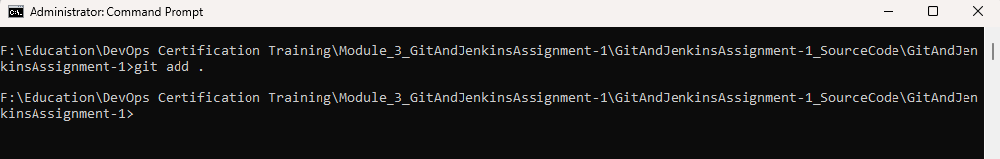 Administrator: Command Prompt
F:\Education\DevOps Certification Training\Module_3_GitAndJenkinsAssignment-1\GitAndJenkinsAssignment-1_SourceCode\GitAndJen
kinsAssignment-1>git add .
F:\Education\DevOps Certification Training\Module_3_GitAndJenkinsAssignment-1\GitAndJenkinsAssignment-1_SourceCode\GitAndJen
kinsAssignment-1>